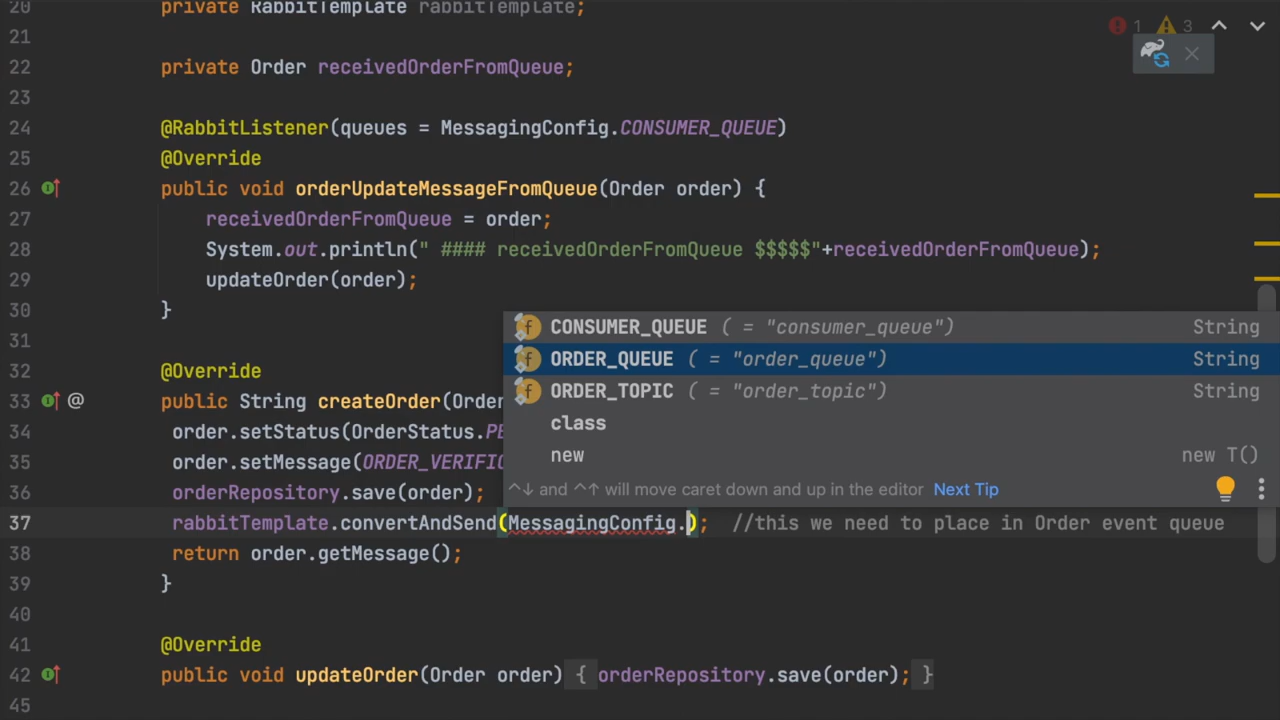 20 private RabbitTemplate rabbitTemplate;
1 3
21
22 private Order receivedOrderFromQueue;
23
24 @RabbitListener(queues = MessagingConfig.CONSUMER_QUEUE)
25 @Override
26 public void orderUpdateMessageFromQueue(Order order) {
27 receivedOrderFromQueue = order;
28 System.out.println(" #### receivedOrderFromQueue $$$$$"+receivedOrderFromQueue);
29 updateOrder(order);
30 }
31
CONSUMER_QUEUE ( = "consumer_queue") String
ORDER_QUEUE ( = "order_queue") String
ORDER_TOPIC ( = "order_topic") String
class
new new T()
^↓ and ^↑ will move caret down and up in the editor Next Tip
32 @Override
33 @ public String createOrder(Order
34 order.setStatus(OrderStatus.PE
35 order.setMessage(ORDER_VERIFIC
36 orderRepository.save(order);
37 rabbitTemplate.convertAndSend(MessagingConfig.); //this we need to place in Order event queue
38 return order.getMessage();
39 }
40
41 @Override
42 public void updateOrder(Order order) { orderRepository.save(order); }
45